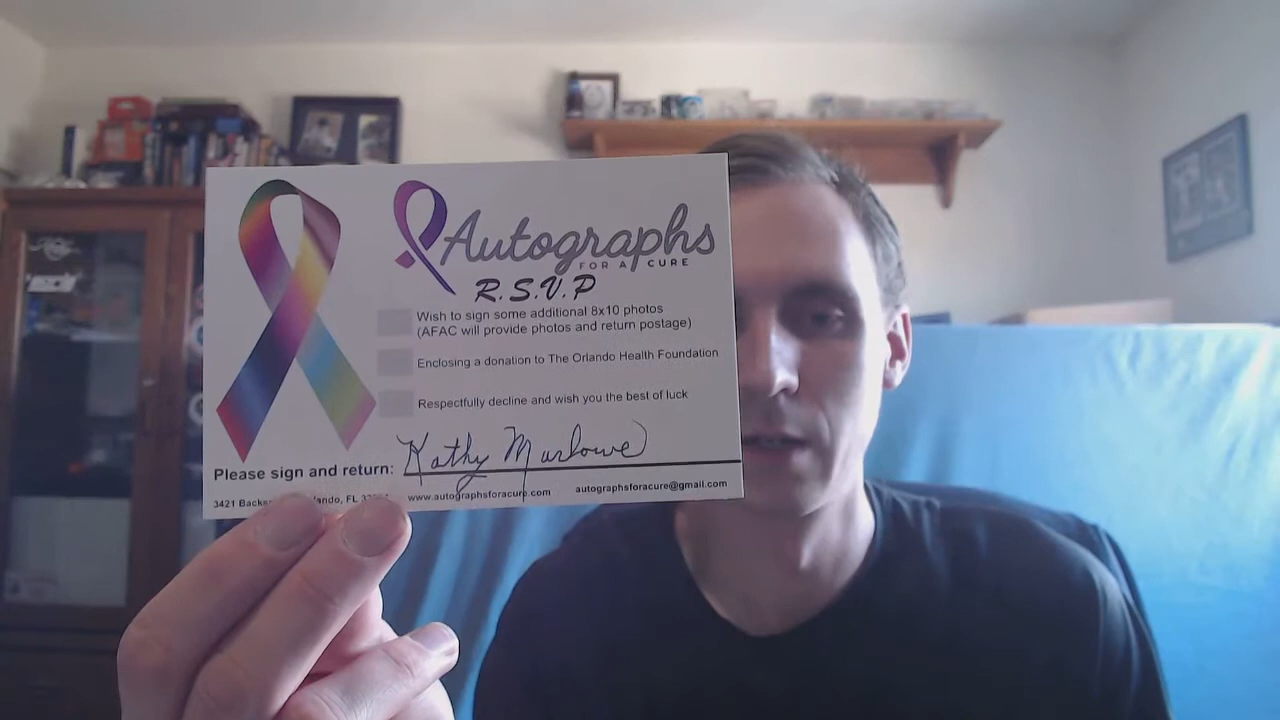 Autographs
FOR A CURE
R.S.V.P
Wish to sign some additional 8x10 photos
(AFAC will provide photos and return postage)
Enclosing a donation to The Orlando Health Foundation
Respectfully decline and wish you the best of luck
Please sign and return: Kathy Marlowe
3421 FL www.autographsforacure.com autographsforacure@gmail.com